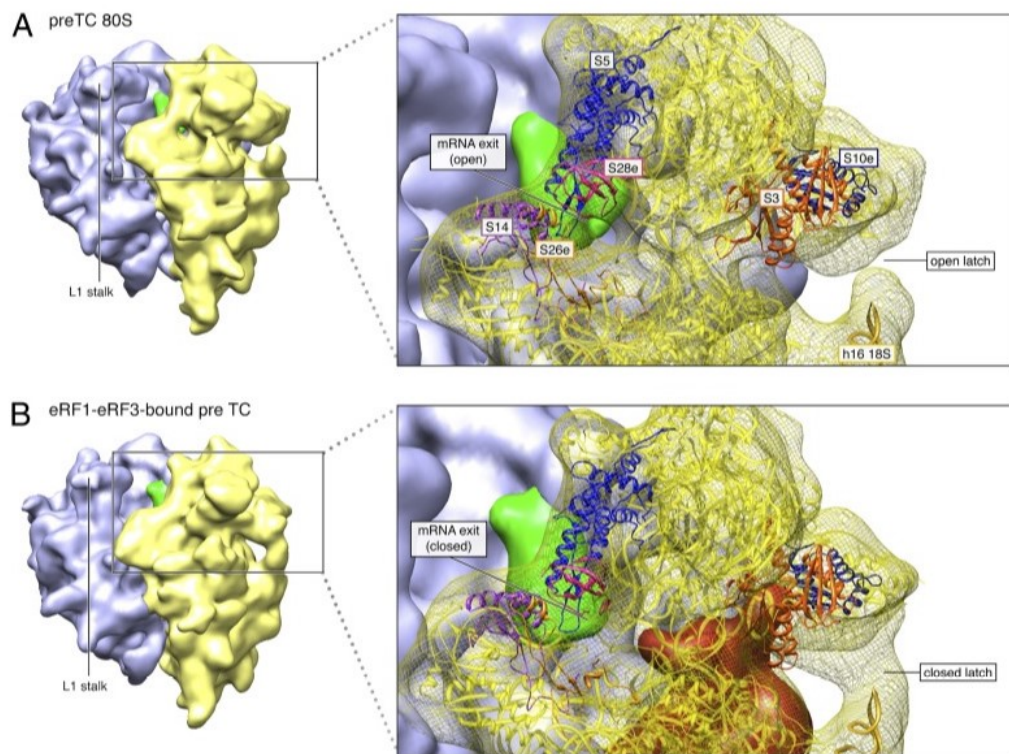 A preTC 80S
S5
mRNA exit
(open)
S28e
S10e
S3
S14
S26e
open latch
L1 stalk
h16 18S
B eRF1-eRF3-bound pre TC
mRNA exit
(closed)
closed latch
L1 stalk